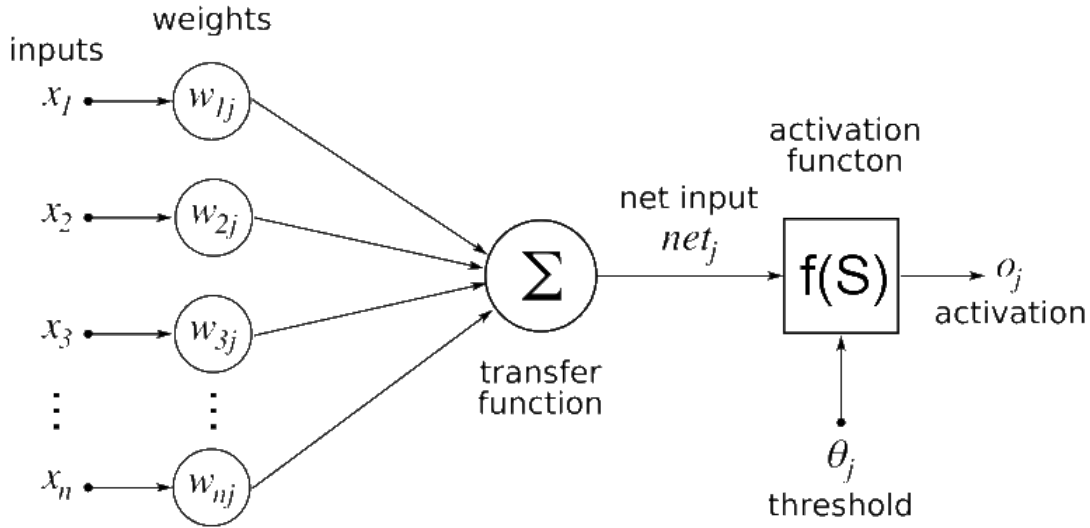 weights
inputs
x1
w1j
x2
w2j
x3
w3j
⋮
⋮
xn
wnj
Σ
transfer
function
net input
netj
activation
functon
f(S)
oj
activation
θj
threshold